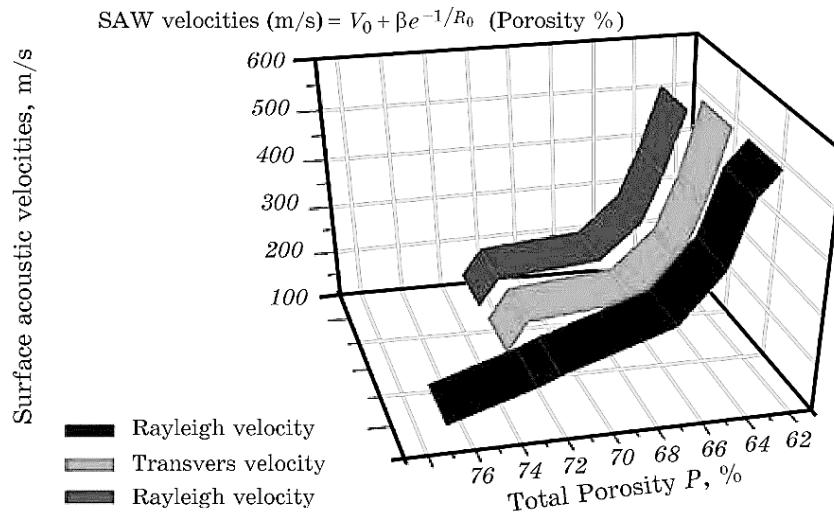 SAW velocities (m/s) = V₀ + βe^{-1/R₀} (Porosity %)
Surface acoustic velocities, m/s
600
500
400
300
200
100
76 74 72 70 68 66 64 62
Total Porosity P, %
Rayleigh velocity
Transvers velocity
Rayleigh velocity